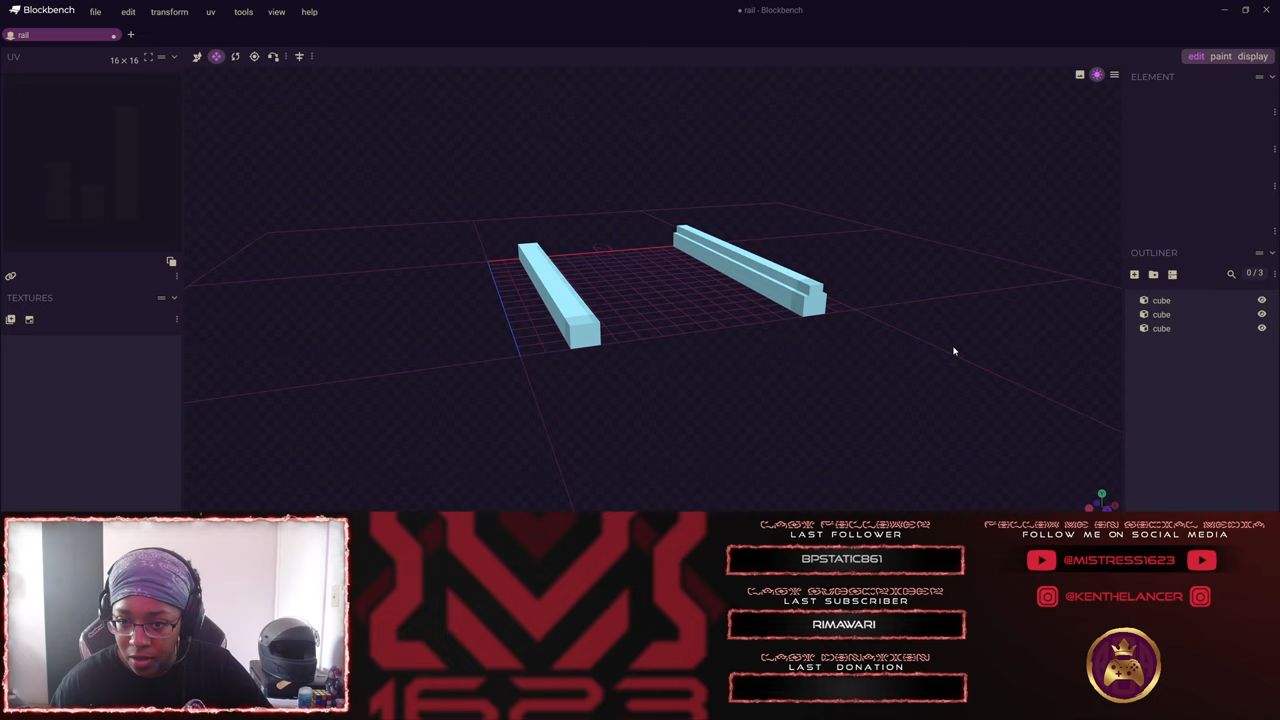 Blockbench
file edit transform uv tools view help
rail - Blockbench
rail
UV
16×16
edit paint display
ELEMENT
OUTLINER
0 / 3
cube
cube
cube
TEXTURES
LAST FOLLOWER
BPSTATIC861
LAST SUBSCRIBER
RIMAWARI
LAST DONATION
FOLLOW ME ON SOCIAL MEDIA
@MISTRESS1623
@KENTHELANCER
1623